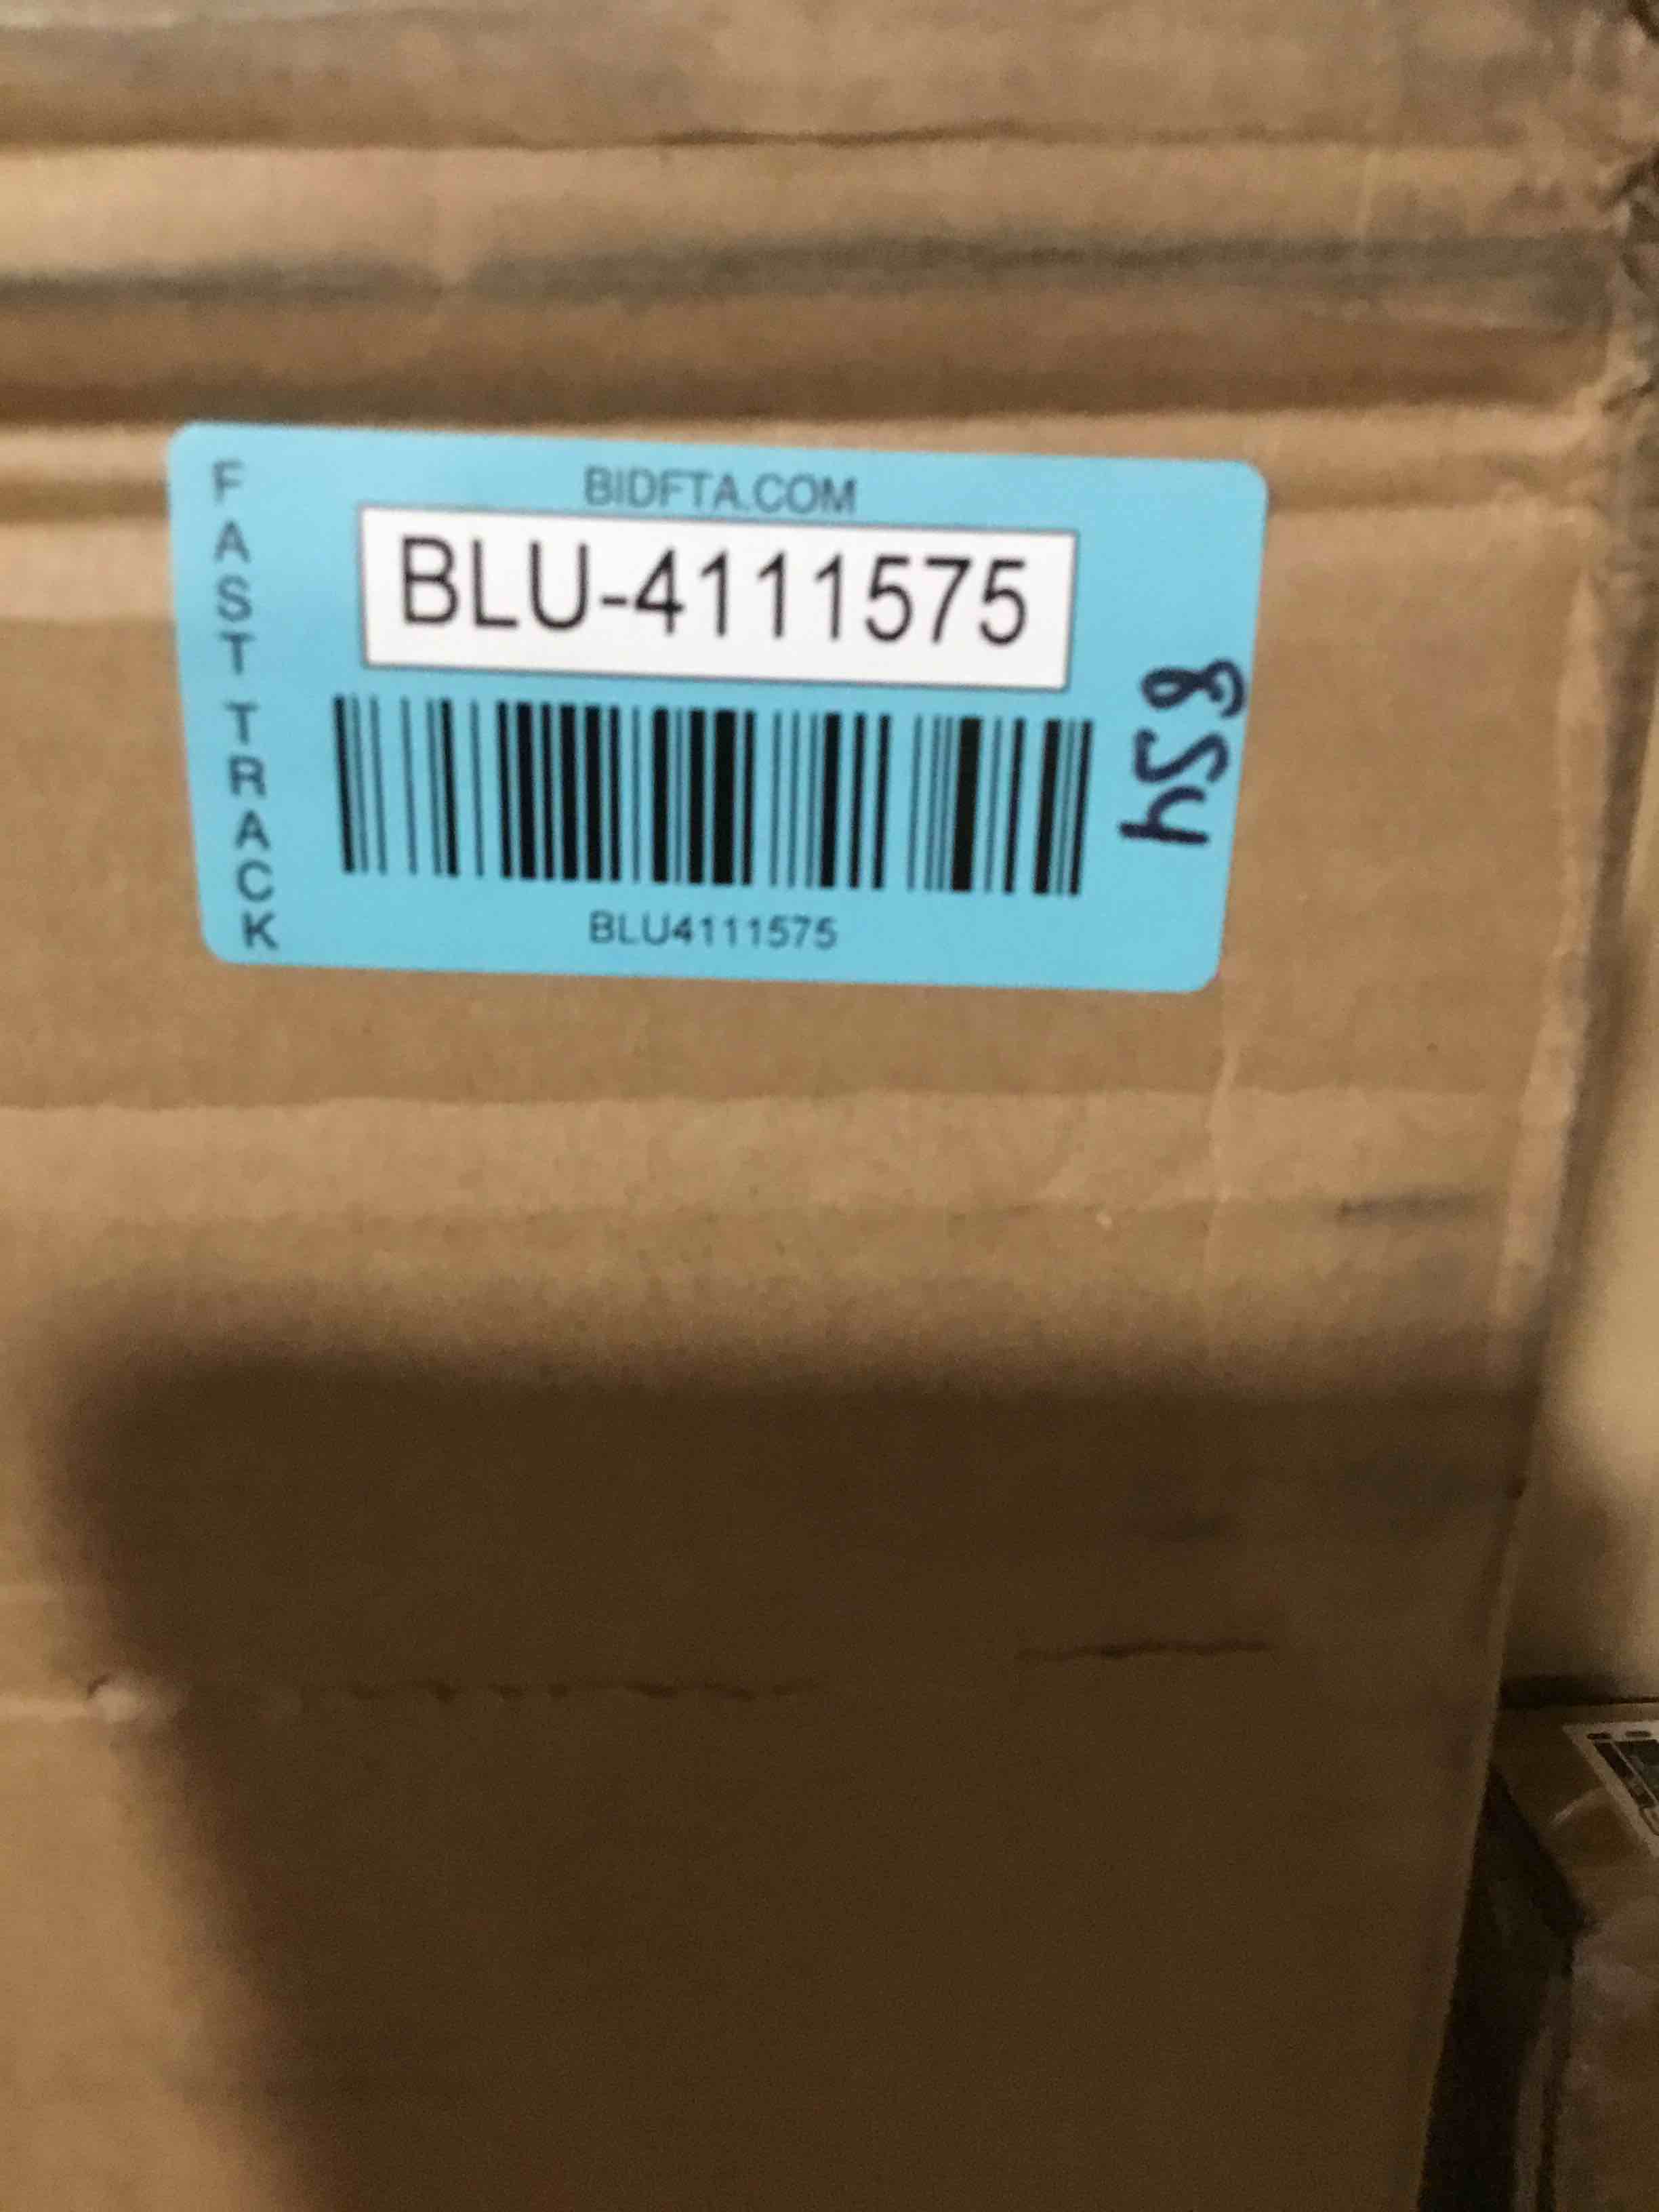 FAST TRACK
BIDFTA.COM
BLU-4111575
BLU4111575
854